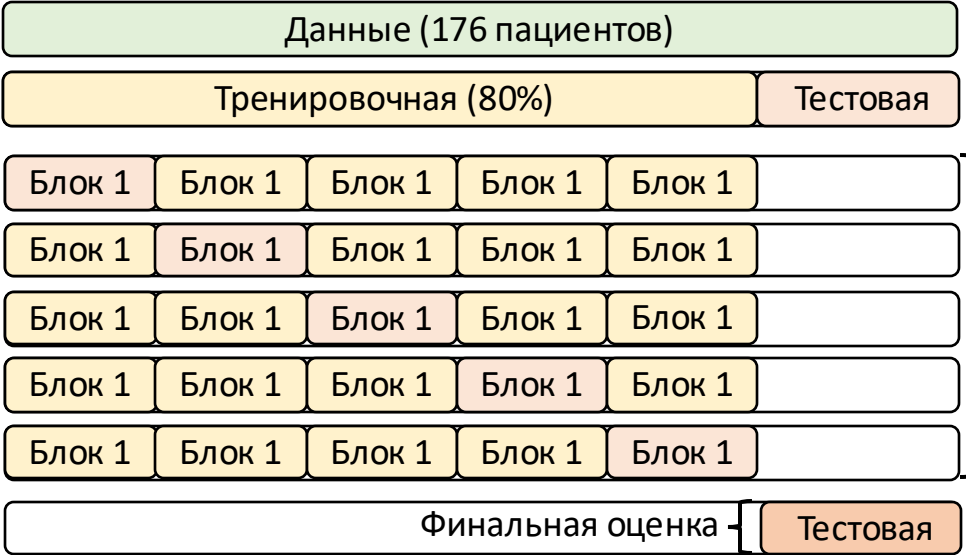 Данные (176 пациентов)
Тренировочная (80%) Тестовая
Блок 1 Блок 1 Блок 1 Блок 1 Блок 1
Блок 1 Блок 1 Блок 1 Блок 1 Блок 1
Блок 1 Блок 1 Блок 1 Блок 1 Блок 1
Блок 1 Блок 1 Блок 1 Блок 1 Блок 1
Блок 1 Блок 1 Блок 1 Блок 1 Блок 1
Финальная оценка Тестовая